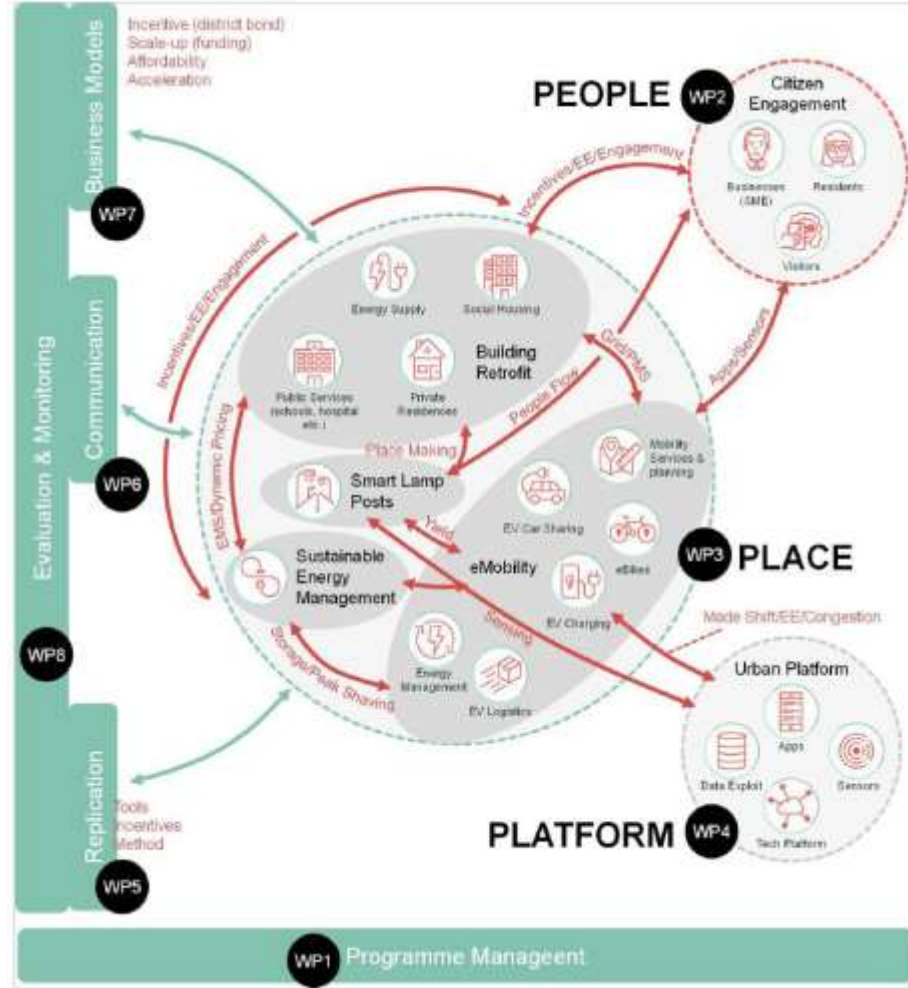 Business Models
Incentive (district bond)
Scale-up (funding)
Affordability
Acceleration
WP7
PEOPLE
WP2
Citizen
Engagement
Businesses
(SME)
Residents
Visitors
Incentives/EE/Engagement
Incentives/EE/Engagement
Energy Supply
Social Housing
Building
Retrofit
Public Services
(schools, hospital
etc.)
Private
Residences
Grid/PMS
Apps/Sensors
People Flow
Place Making
EMS/Dynamic Pricing
Communication
WP6
Evaluation & Monitoring
WP8
Smart Lamp
Posts
Yield
Mobility
Services &
planning
EV Car Sharing
eBikes
eMobility
EV Charging
WP3
PLACE
Sustainable
Energy
Management
Sensing
Storage/Peak Shaving
Energy
Management
EV Logistics
Made Shift/EE/Congestion
Urban Platform
Apps
Data Exploit
Sensors
Tech Platform
PLATFORM
WP4
Replication
Tools
Incentives
Method
WP5
WP1
Programme Manageent